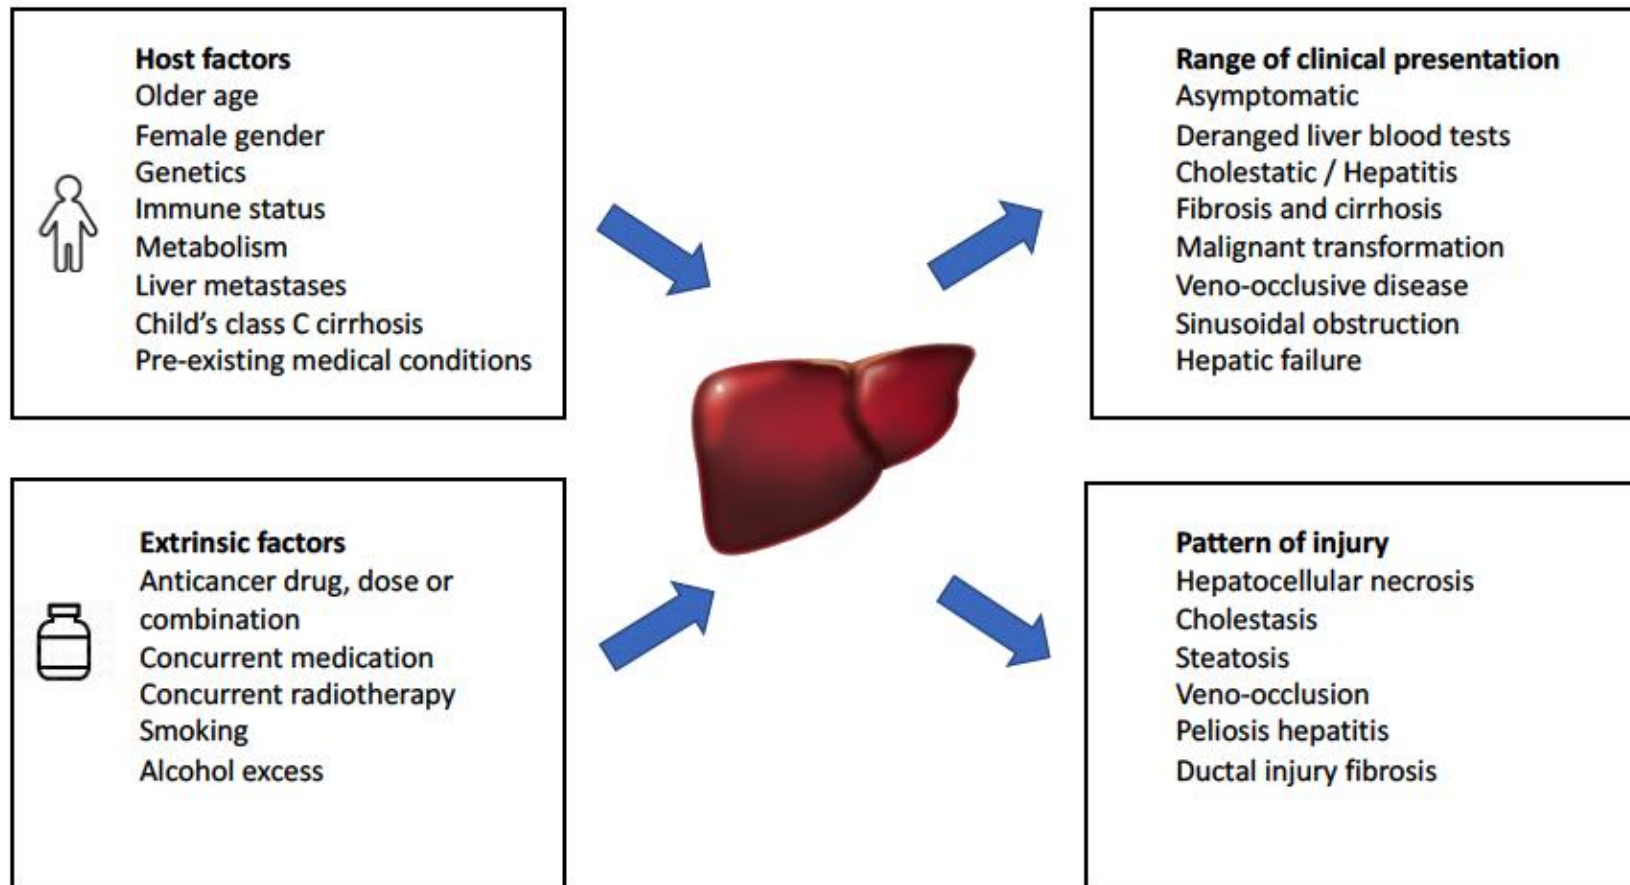 Host factors
Older age
Female gender
Genetics
Immune status
Metabolism
Liver metastases
Child’s class C cirrhosis
Pre-existing medical conditions
Range of clinical presentation
Asymptomatic
Deranged liver blood tests
Cholestatic / Hepatitis
Fibrosis and cirrhosis
Malignant transformation
Veno-occlusive disease
Sinusoidal obstruction
Hepatic failure
Extrinsic factors
Anticancer drug, dose or
combination
Concurrent medication
Concurrent radiotherapy
Smoking
Alcohol excess
Pattern of injury
Hepatocellular necrosis
Cholestasis
Steatosis
Veno-occlusion
Peliosis hepatitis
Ductal injury fibrosis